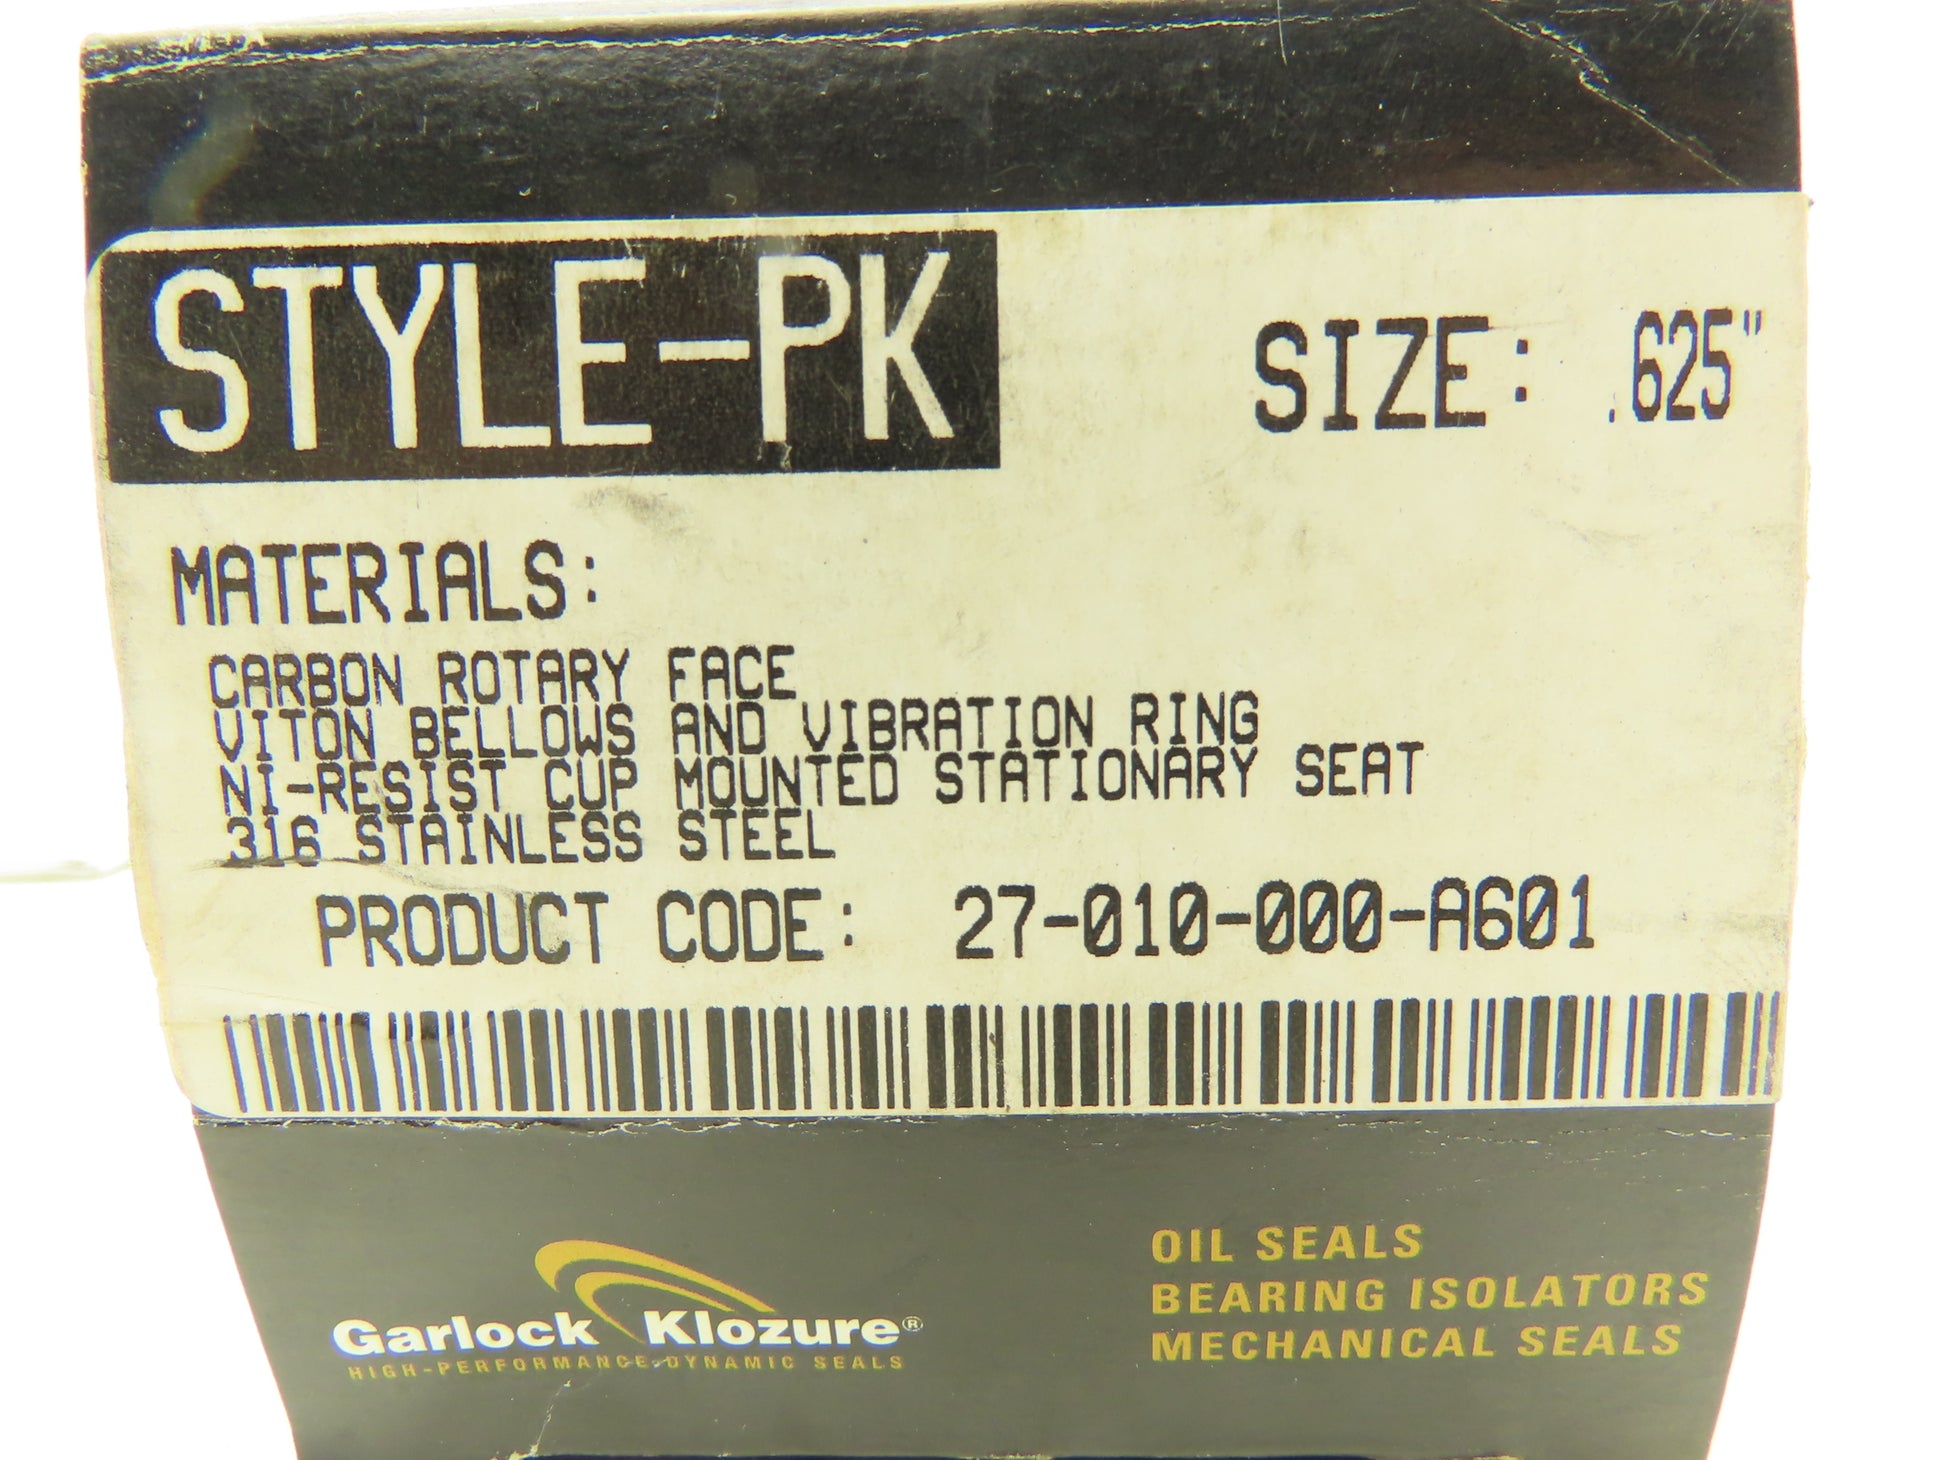 STYLE-PK
SIZE: .625"
MATERIALS:
CARBON ROTARY FACE
VITON BELLOWS AND VIBRATION RING
NI-RESIST CUP MOUNTED STATIONARY SEAT
316 STAINLESS STEEL
PRODUCT CODE: 27-010-000-A601
Garlock Klozure®
HIGH-PERFORMANCE DYNAMIC SEALS
OIL SEALS
BEARING ISOLATORS
MECHANICAL SEALS